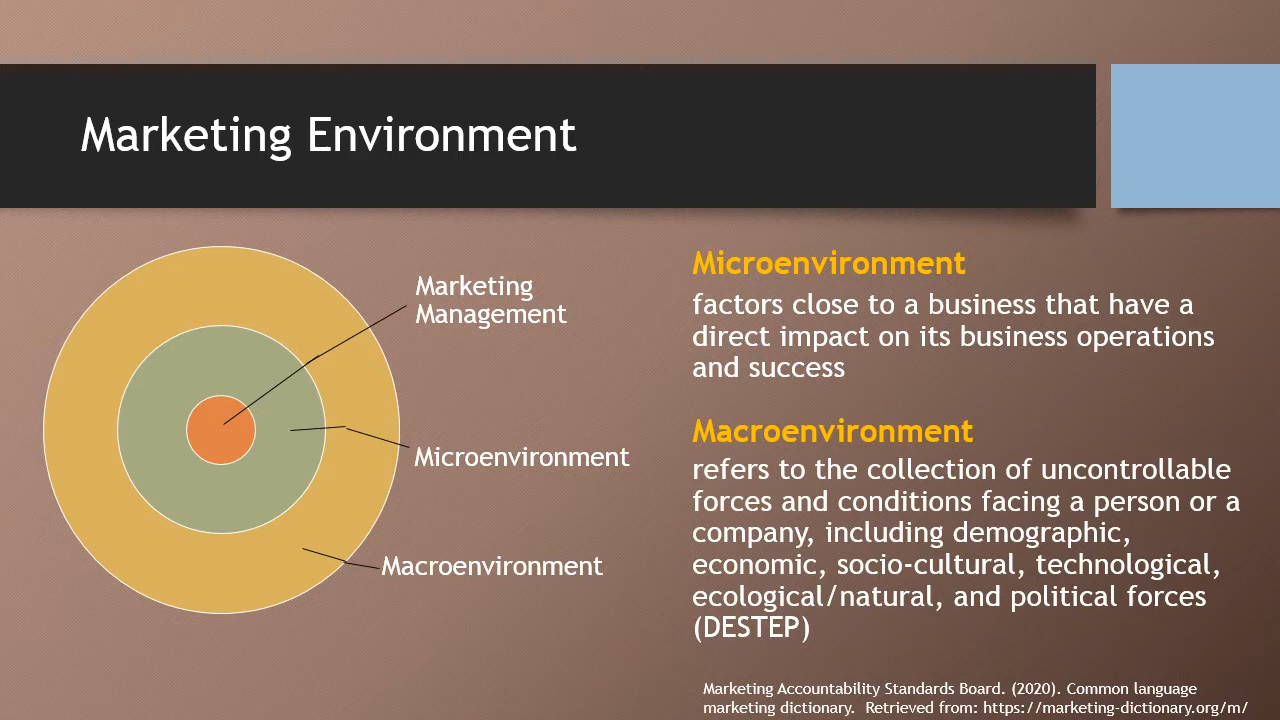 Marketing Environment
Marketing
Management
Microenvironment
Macroenvironment
Microenvironment
factors close to a business that have a
direct impact on its business operations
and success
Macroenvironment
refers to the collection of uncontrollable
forces and conditions facing a person or a
company, including demographic,
economic, socio-cultural, technological,
ecological/natural, and political forces
(DESTEP)
Marketing Accountability Standards Board. (2020). Common language
marketing dictionary.  Retrieved from: https://marketing-dictionary.org/m/